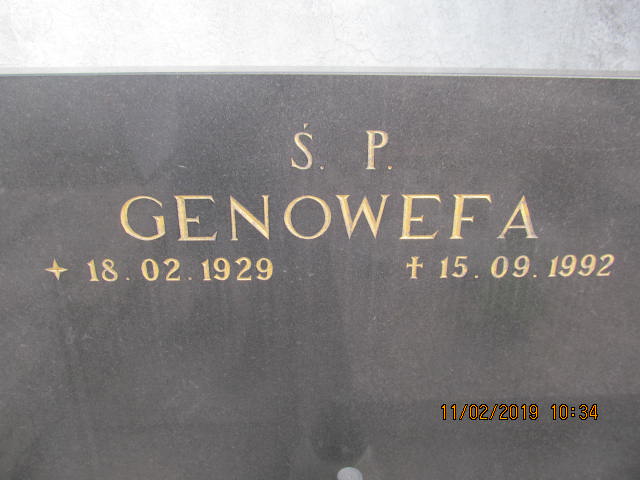 Ś. P.
GENOWEFA
18.02.1929 † 15.09.1992
11/02/2019 10:34